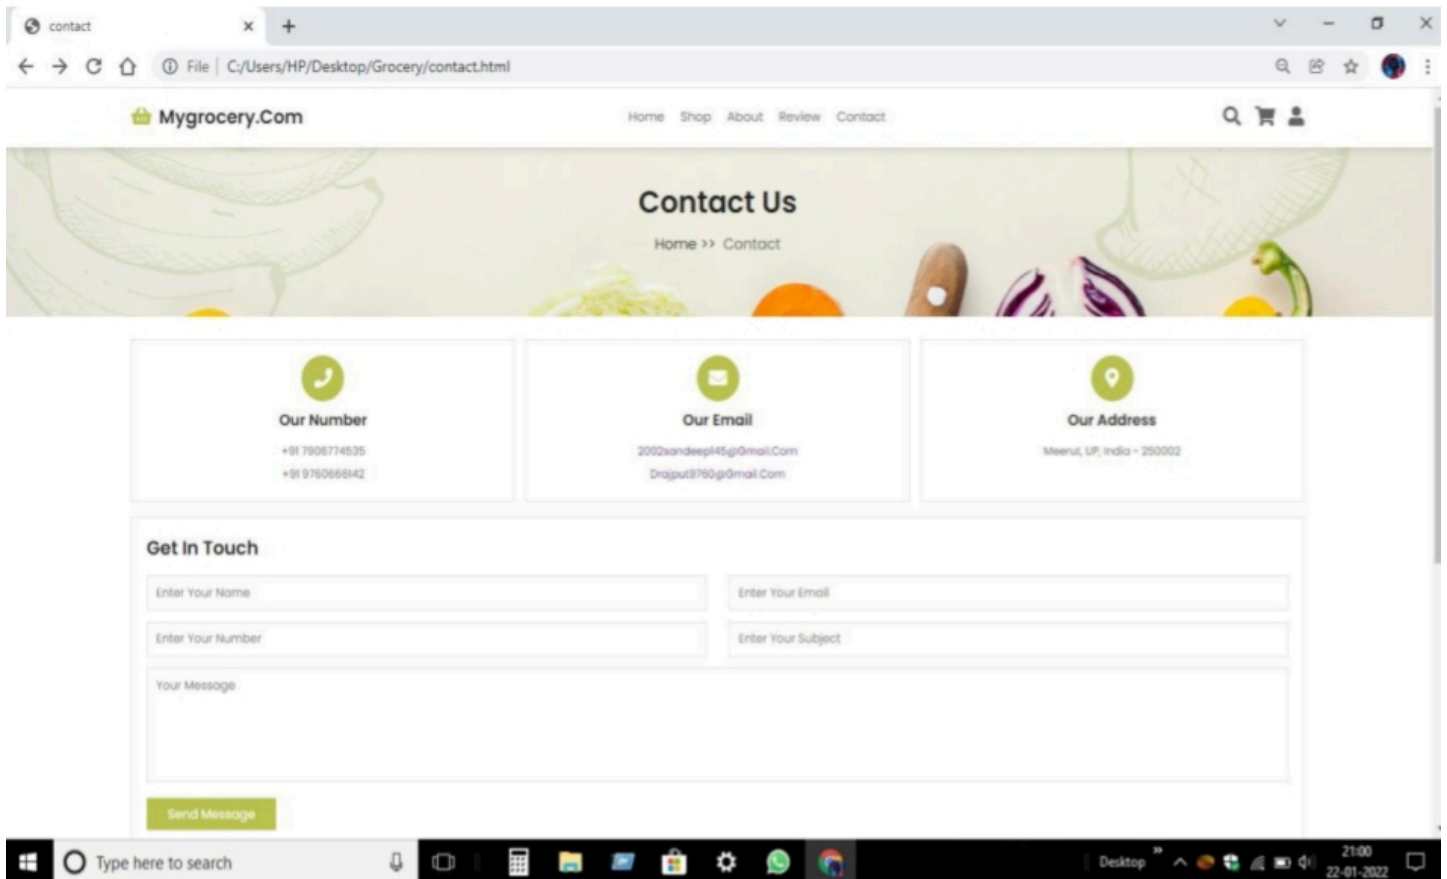 contact
File | C:/Users/HP/Desktop/Grocery/contact.html
Mygrocery.Com Home Shop About Review Contact
Contact Us
Home >> Contact
Our Number
+91 7906774535
+91 9760666142
Our Email
2002sandeep145@Gmail.Com
Drajput9760@Gmail.Com
Our Address
Meerut, UP, India - 250002
Get In Touch
Enter Your Name
Enter Your Email
Enter Your Number
Enter Your Subject
Your Message
Send Message
Type here to search
Desktop
21:00
22-01-2022